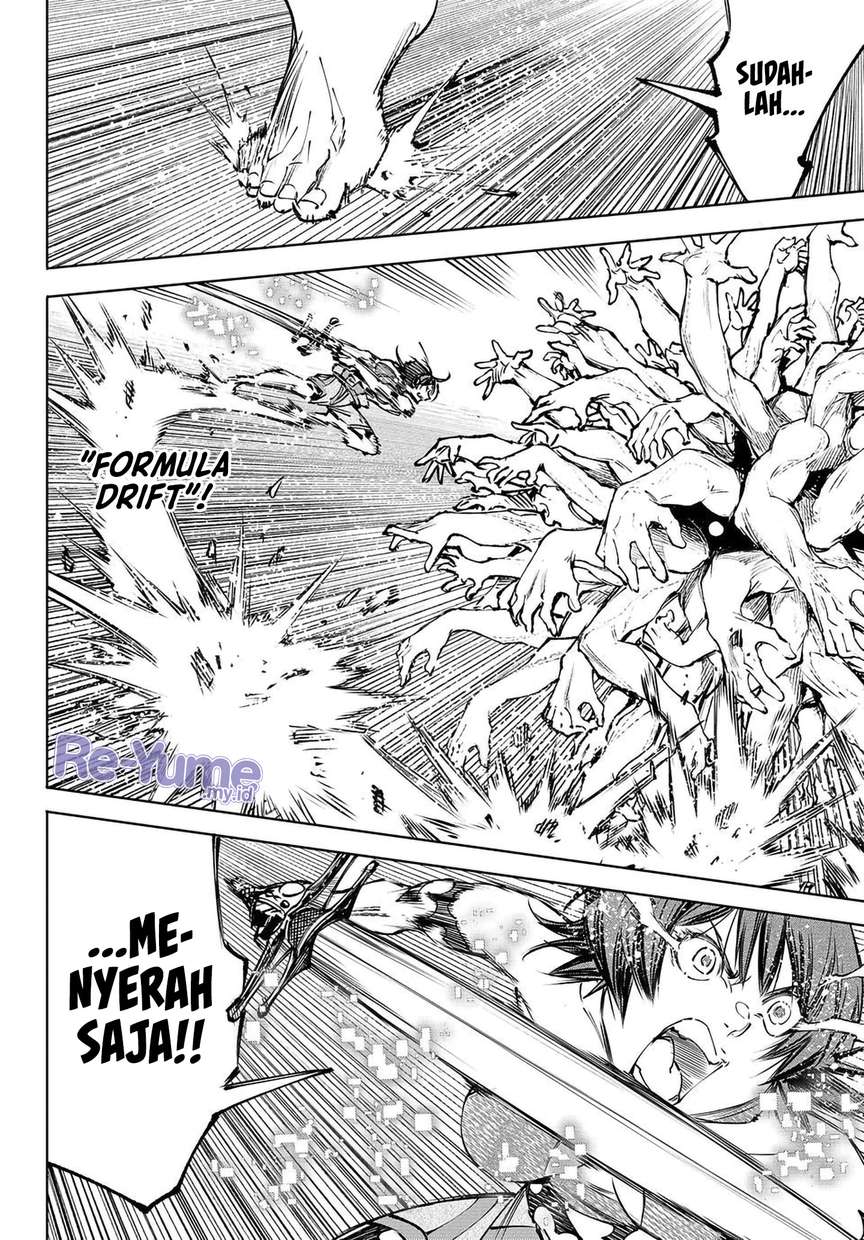 SUDAH-
LAH...
"FORMULA
DRIFT"!
Re-Yume
.my.id
...ME-
NYERAH
SAJA!!